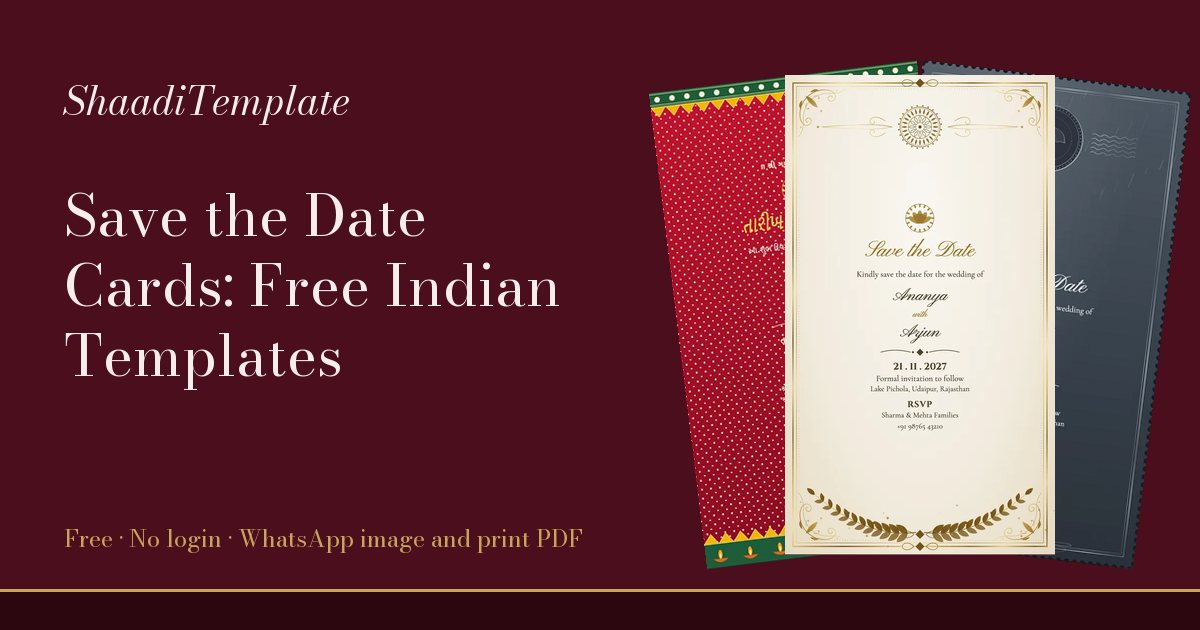 ShaadiTemplate
Save the Date
Cards: Free Indian
Templates
Free · No login · WhatsApp image and print PDF
Save the Date
Kindly save the date for the wedding of
Ananya
with
Arjun
21 . 11 . 2027
Formal invitation to follow
Lake Pichola, Udaipur, Rajasthan
RSVP
Sharma & Mehta Families
+91 98765 43210
તારીખ
Date
wedding of